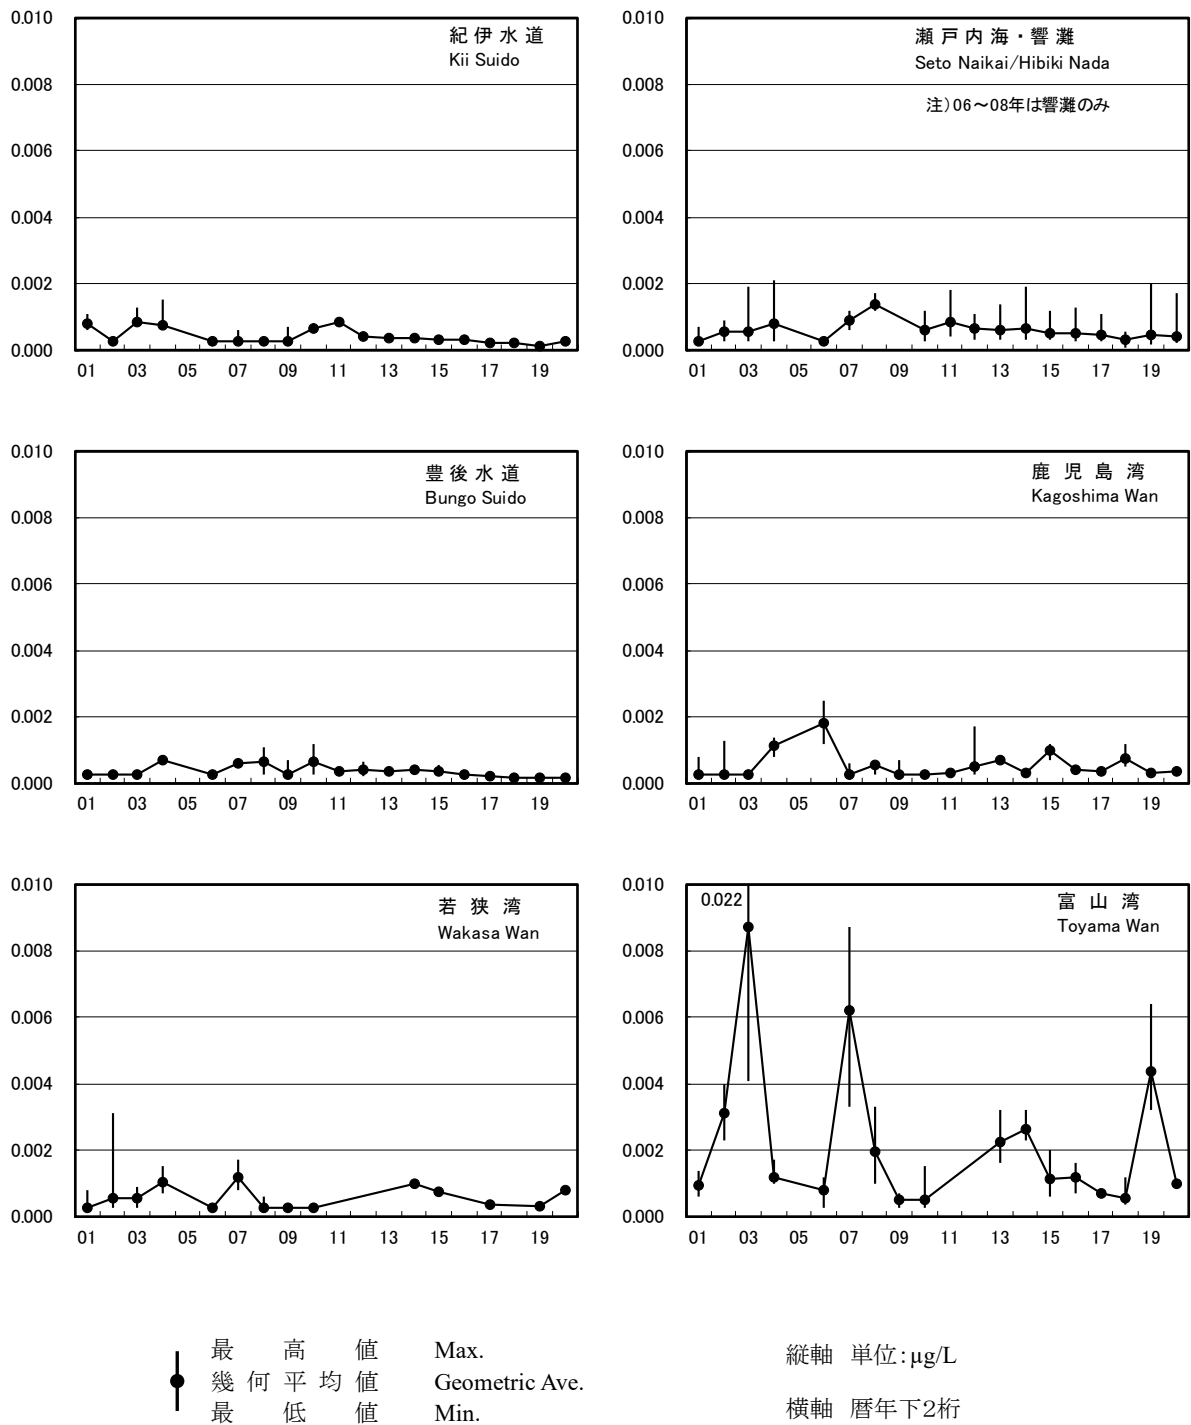 0.010
0.008
0.006
0.004
0.002
0.000
紀伊水道
Kii Suido
01 03 05 07 09 11 13 15 17 19
0.010
0.008
0.006
0.004
0.002
0.000
瀬戸内海・響灘
Seto Naikai/Hibiki Nada
注)06～08年は響灘のみ
01 03 05 07 09 11 13 15 17 19
0.010
0.008
0.006
0.004
0.002
0.000
豊後水道
Bungo Suido
01 03 05 07 09 11 13 15 17 19
0.010
0.008
0.006
0.004
0.002
0.000
鹿児島湾
Kagoshima Wan
01 03 05 07 09 11 13 15 17 19
0.010
0.008
0.006
0.004
0.002
0.000
若狭湾
Wakasa Wan
01 03 05 07 09 11 13 15 17 19
0.010
0.008
0.006
0.004
0.002
0.000
0.022
富山湾
Toyama Wan
01 03 05 07 09 11 13 15 17 19
最高値 Max.
幾何平均値 Geometric Ave.
最低値 Min.
縦軸 単位:μg/L
横軸 暦年下2桁